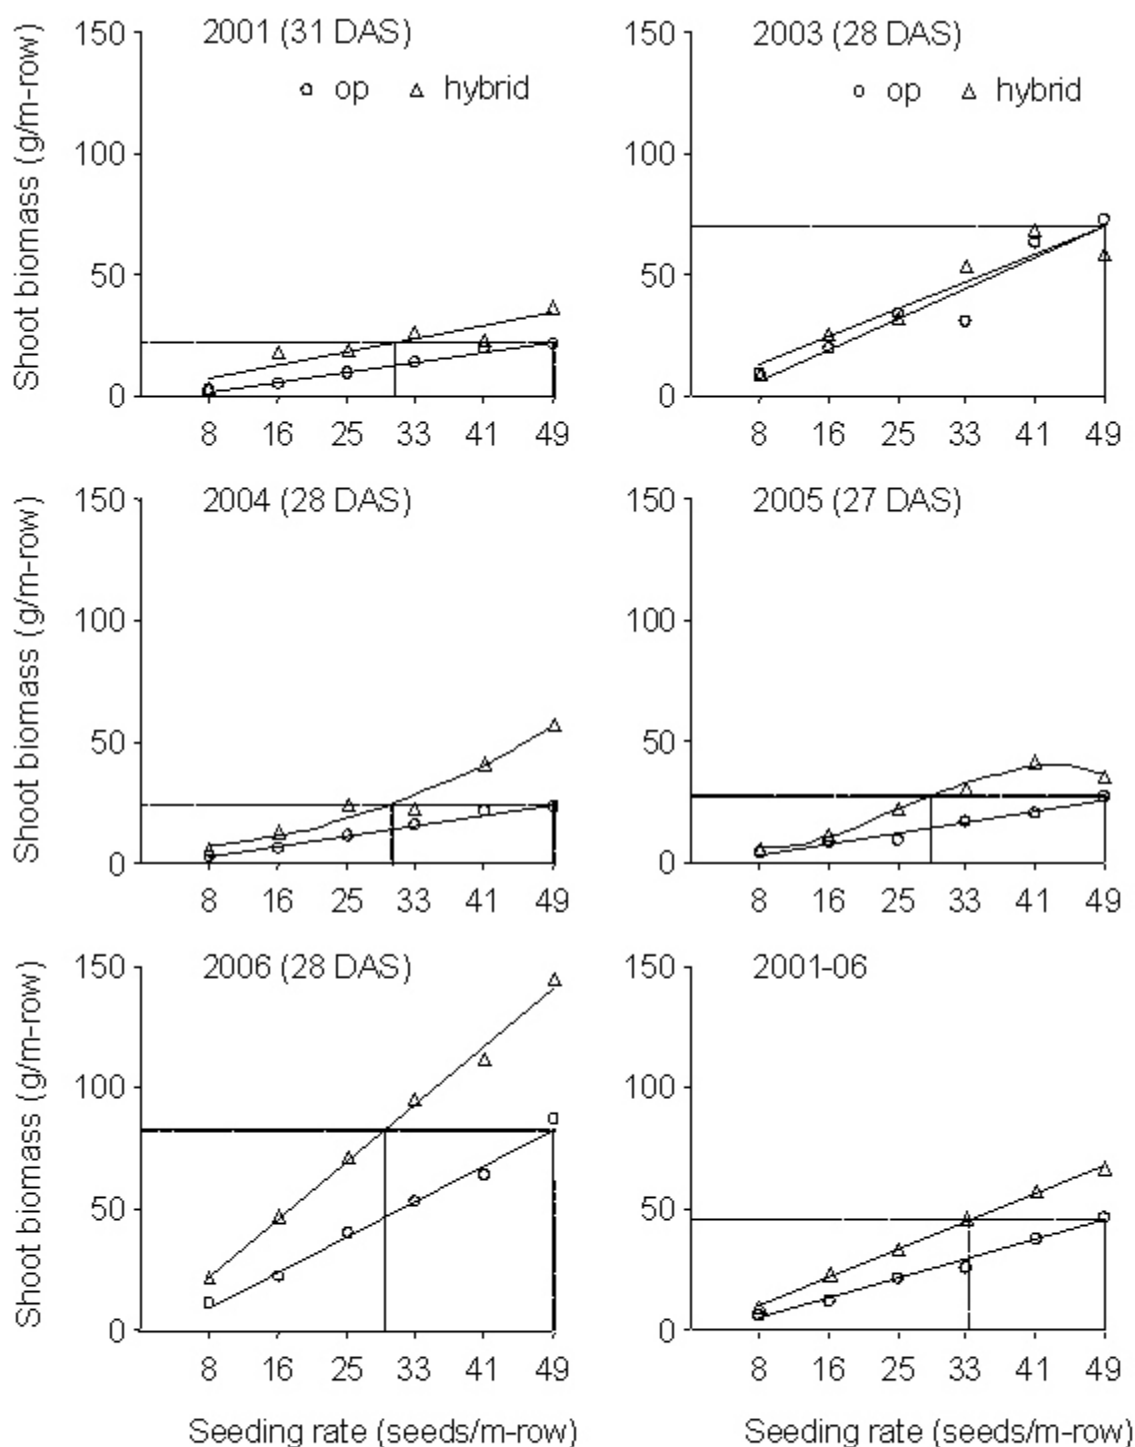 2001 (31 DAS)
op hybrid
Shoot biomass (g/m-row)
150
100
50
0
8 16 25 33 41 49
2003 (28 DAS)
op hybrid
150
100
50
0
8 16 25 33 41 49
2004 (28 DAS)
Shoot biomass (g/m-row)
150
100
50
0
8 16 25 33 41 49
2005 (27 DAS)
150
100
50
0
8 16 25 33 41 49
2006 (28 DAS)
Shoot biomass (g/m-row)
150
100
50
0
8 16 25 33 41 49
Seeding rate (seeds/m-row)
2001-06
150
100
50
0
8 16 25 33 41 49
Seeding rate (seeds/m-row)